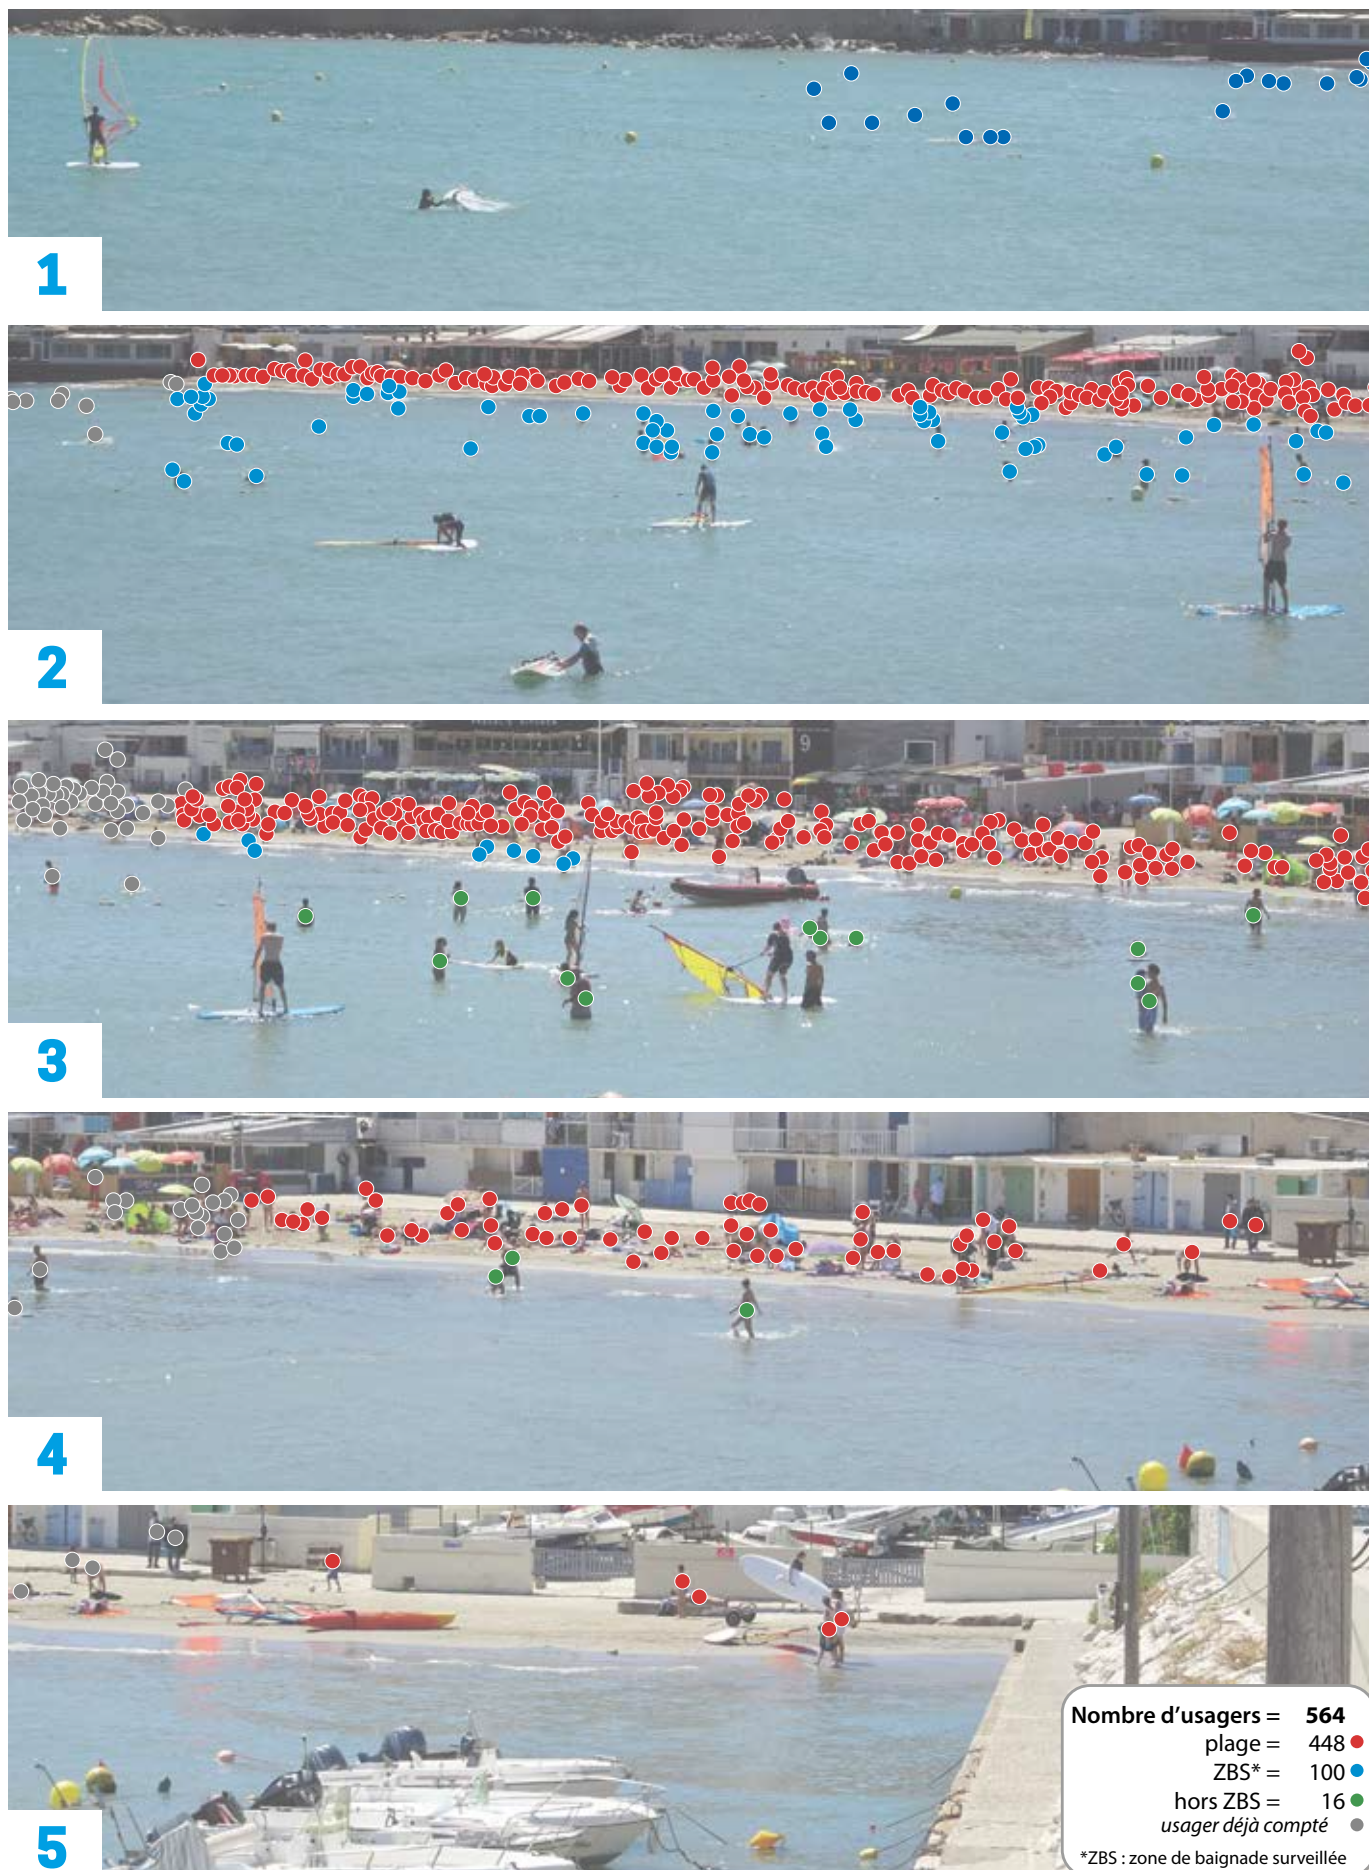 1
2
9
3
4
5
Nombre d'usagers = 564
plage = 448
ZBS* = 100
hors ZBS = 16
usager déjà compté
*ZBS : zone de baignade surveillée